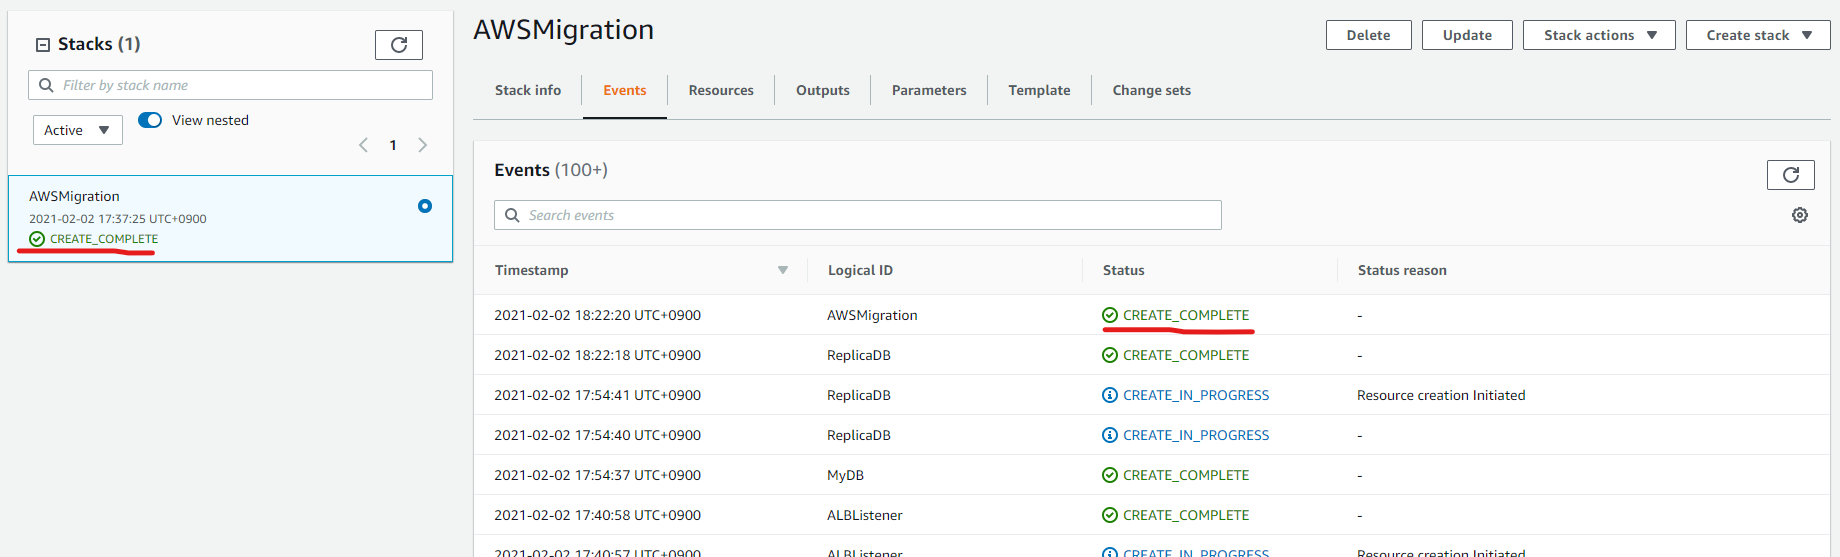 Stacks (1)
Filter by stack name
Active
View nested
1
AWSMigration
2021-02-02 17:37:25 UTC+0900
CREATE_COMPLETE
AWSMigration
Delete
Update
Stack actions
Create stack
Stack info
Events
Resources
Outputs
Parameters
Template
Change sets
Events (100+)
Search events
Timestamp Logical ID Status Status reason
2021-02-02 18:22:20 UTC+0900 AWSMigration CREATE_COMPLETE -
2021-02-02 18:22:18 UTC+0900 ReplicaDB CREATE_COMPLETE -
2021-02-02 17:54:41 UTC+0900 ReplicaDB CREATE_IN_PROGRESS Resource creation Initiated
2021-02-02 17:54:40 UTC+0900 ReplicaDB CREATE_IN_PROGRESS -
2021-02-02 17:54:37 UTC+0900 MyDB CREATE_COMPLETE -
2021-02-02 17:40:58 UTC+0900 ALBListener CREATE_COMPLETE -
2021-02-02 17:40:57 UTC+0900 ALBListener CREATE_IN_PROGRESS Resource creation Initiated